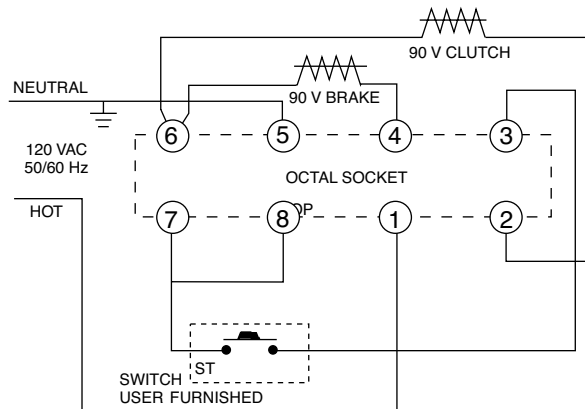 90 V CLUTCH
NEUTRAL
90 V BRAKE
6 5 4 3
120 VAC
50/60 Hz
OCTAL SOCKET
HOT
OP
7 8 1 2
ST
SWITCH
USER FURNISHED